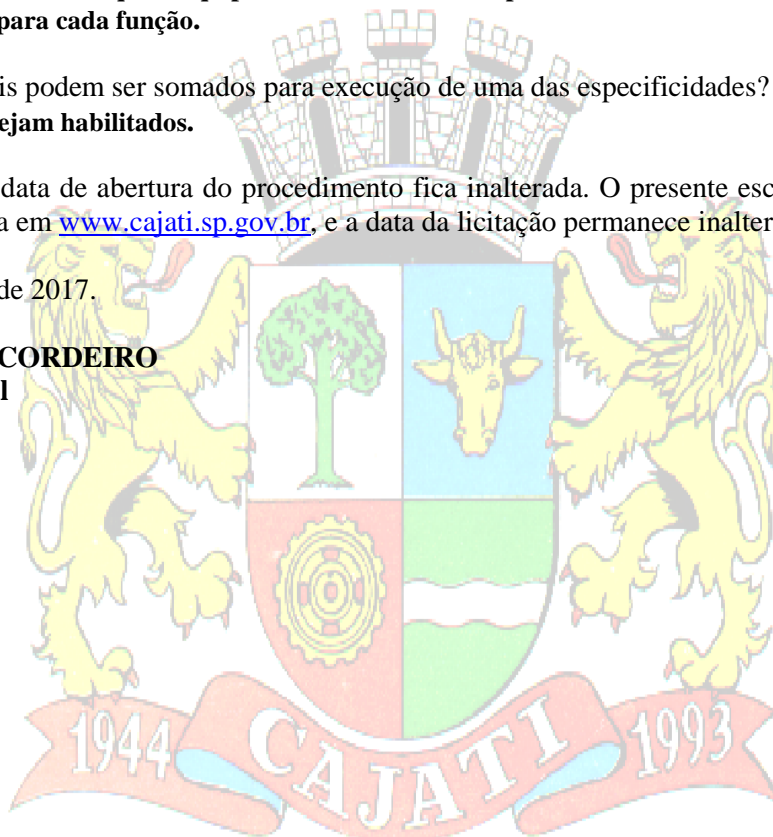 para cada função.
is podem ser somados para execução de uma das especificidades?
ejam habilitados.
data de abertura do procedimento fica inalterada. O presente esc
a em www.cajati.sp.gov.br, e a data da licitação permanece inalter
de 2017.
CORDEIRO
l
1944 CAJATI 1993